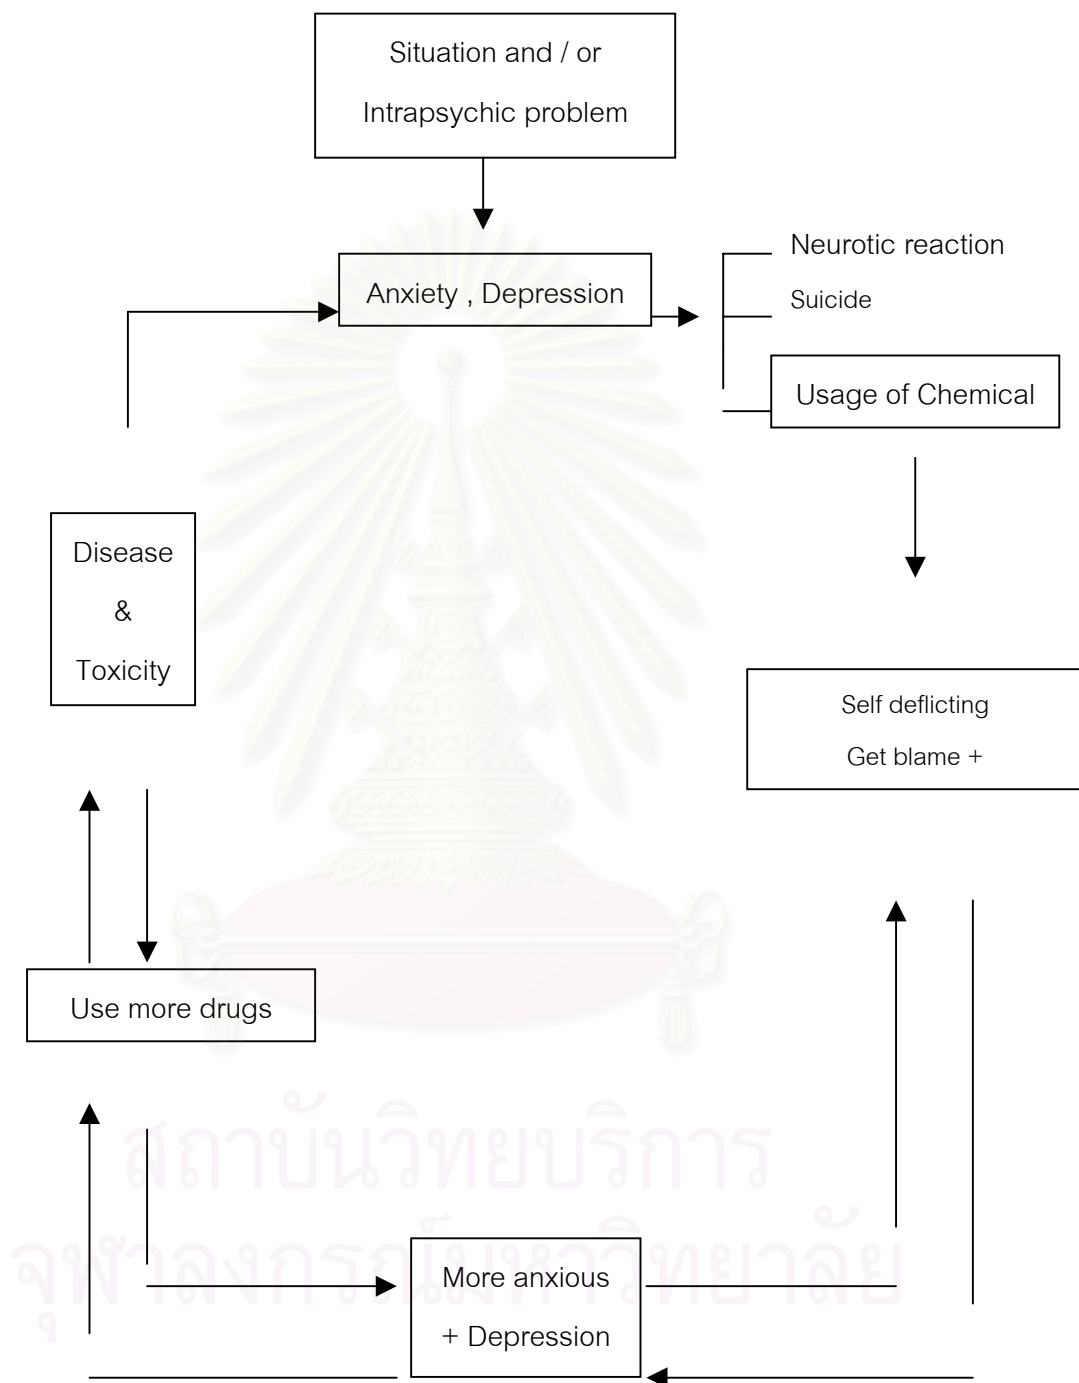 Situation and / or
Intrapsychic problem
Neurotic reaction
Anxiety , Depression
Suicide
Usage of Chemical
Disease
&
Toxicity
Self deflicting
Get blame +
Use more drugs
สถาบันวิทยบริการ
จุฬาลงกรณ์มหาวิทยาลัย
More anxious
+ Depression